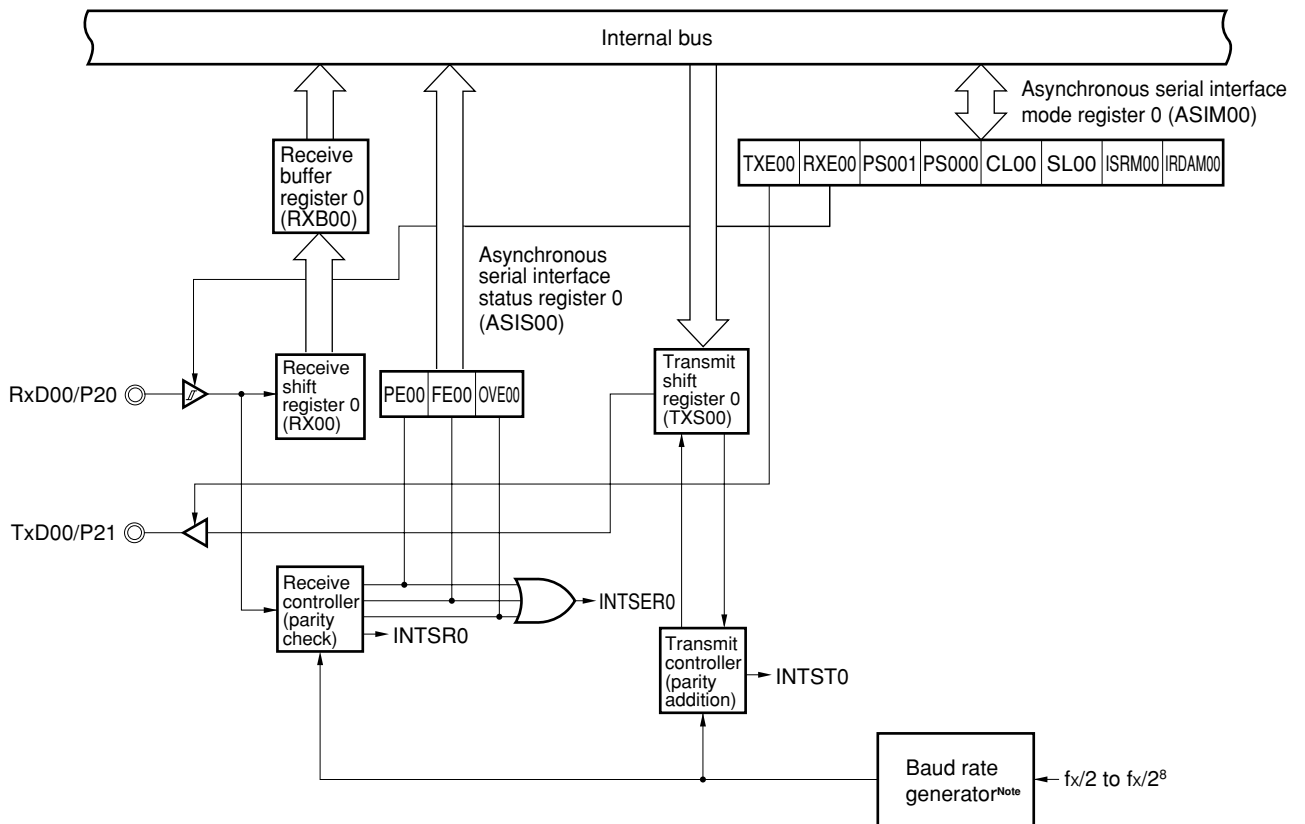 Internal bus
Asynchronous serial interface
mode register 0 (ASIM00)
TXE00 RXE00 PS001 PS000 CL00 SL00 ISRM00 IRDAM00
Receive
buffer
register 0
(RXB00)
Asynchronous
serial interface
status register 0
(ASIS00)
RxD00/P20
Receive
shift
register 0
(RX00)
PE00 FE00 OVE00
Transmit
shift
register 0
(TXS00)
TxD00/P21
Receive
controller
(parity
check)
INTSER0
INTSR0
Transmit
controller
(parity
addition)
INTST0
Baud rate
generatorNote
fx/2 to fx/2⁸